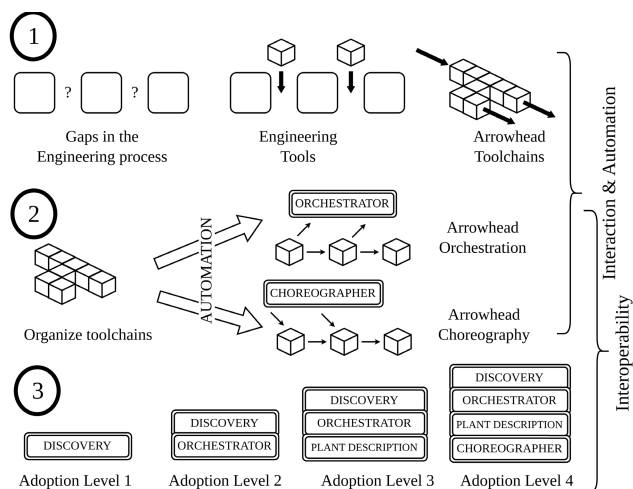 1
? ?
Gaps in the
Engineering process
Engineering
Tools
Arrowhead
Toolchains
Interaction & Automation
2
Organize toolchains
AUTOMATION
ORCHESTRATOR
Arrowhead
Orchestration
CHOREOGRAPHER
Arrowhead
Choreography
Interoperability
3
DISCOVERY
Adoption Level 1
DISCOVERY
ORCHESTRATOR
Adoption Level 2
DISCOVERY
ORCHESTRATOR
PLANT DESCRIPTION
Adoption Level 3
DISCOVERY
ORCHESTRATOR
PLANT DESCRIPTION
CHOREOGRAPHER
Adoption Level 4